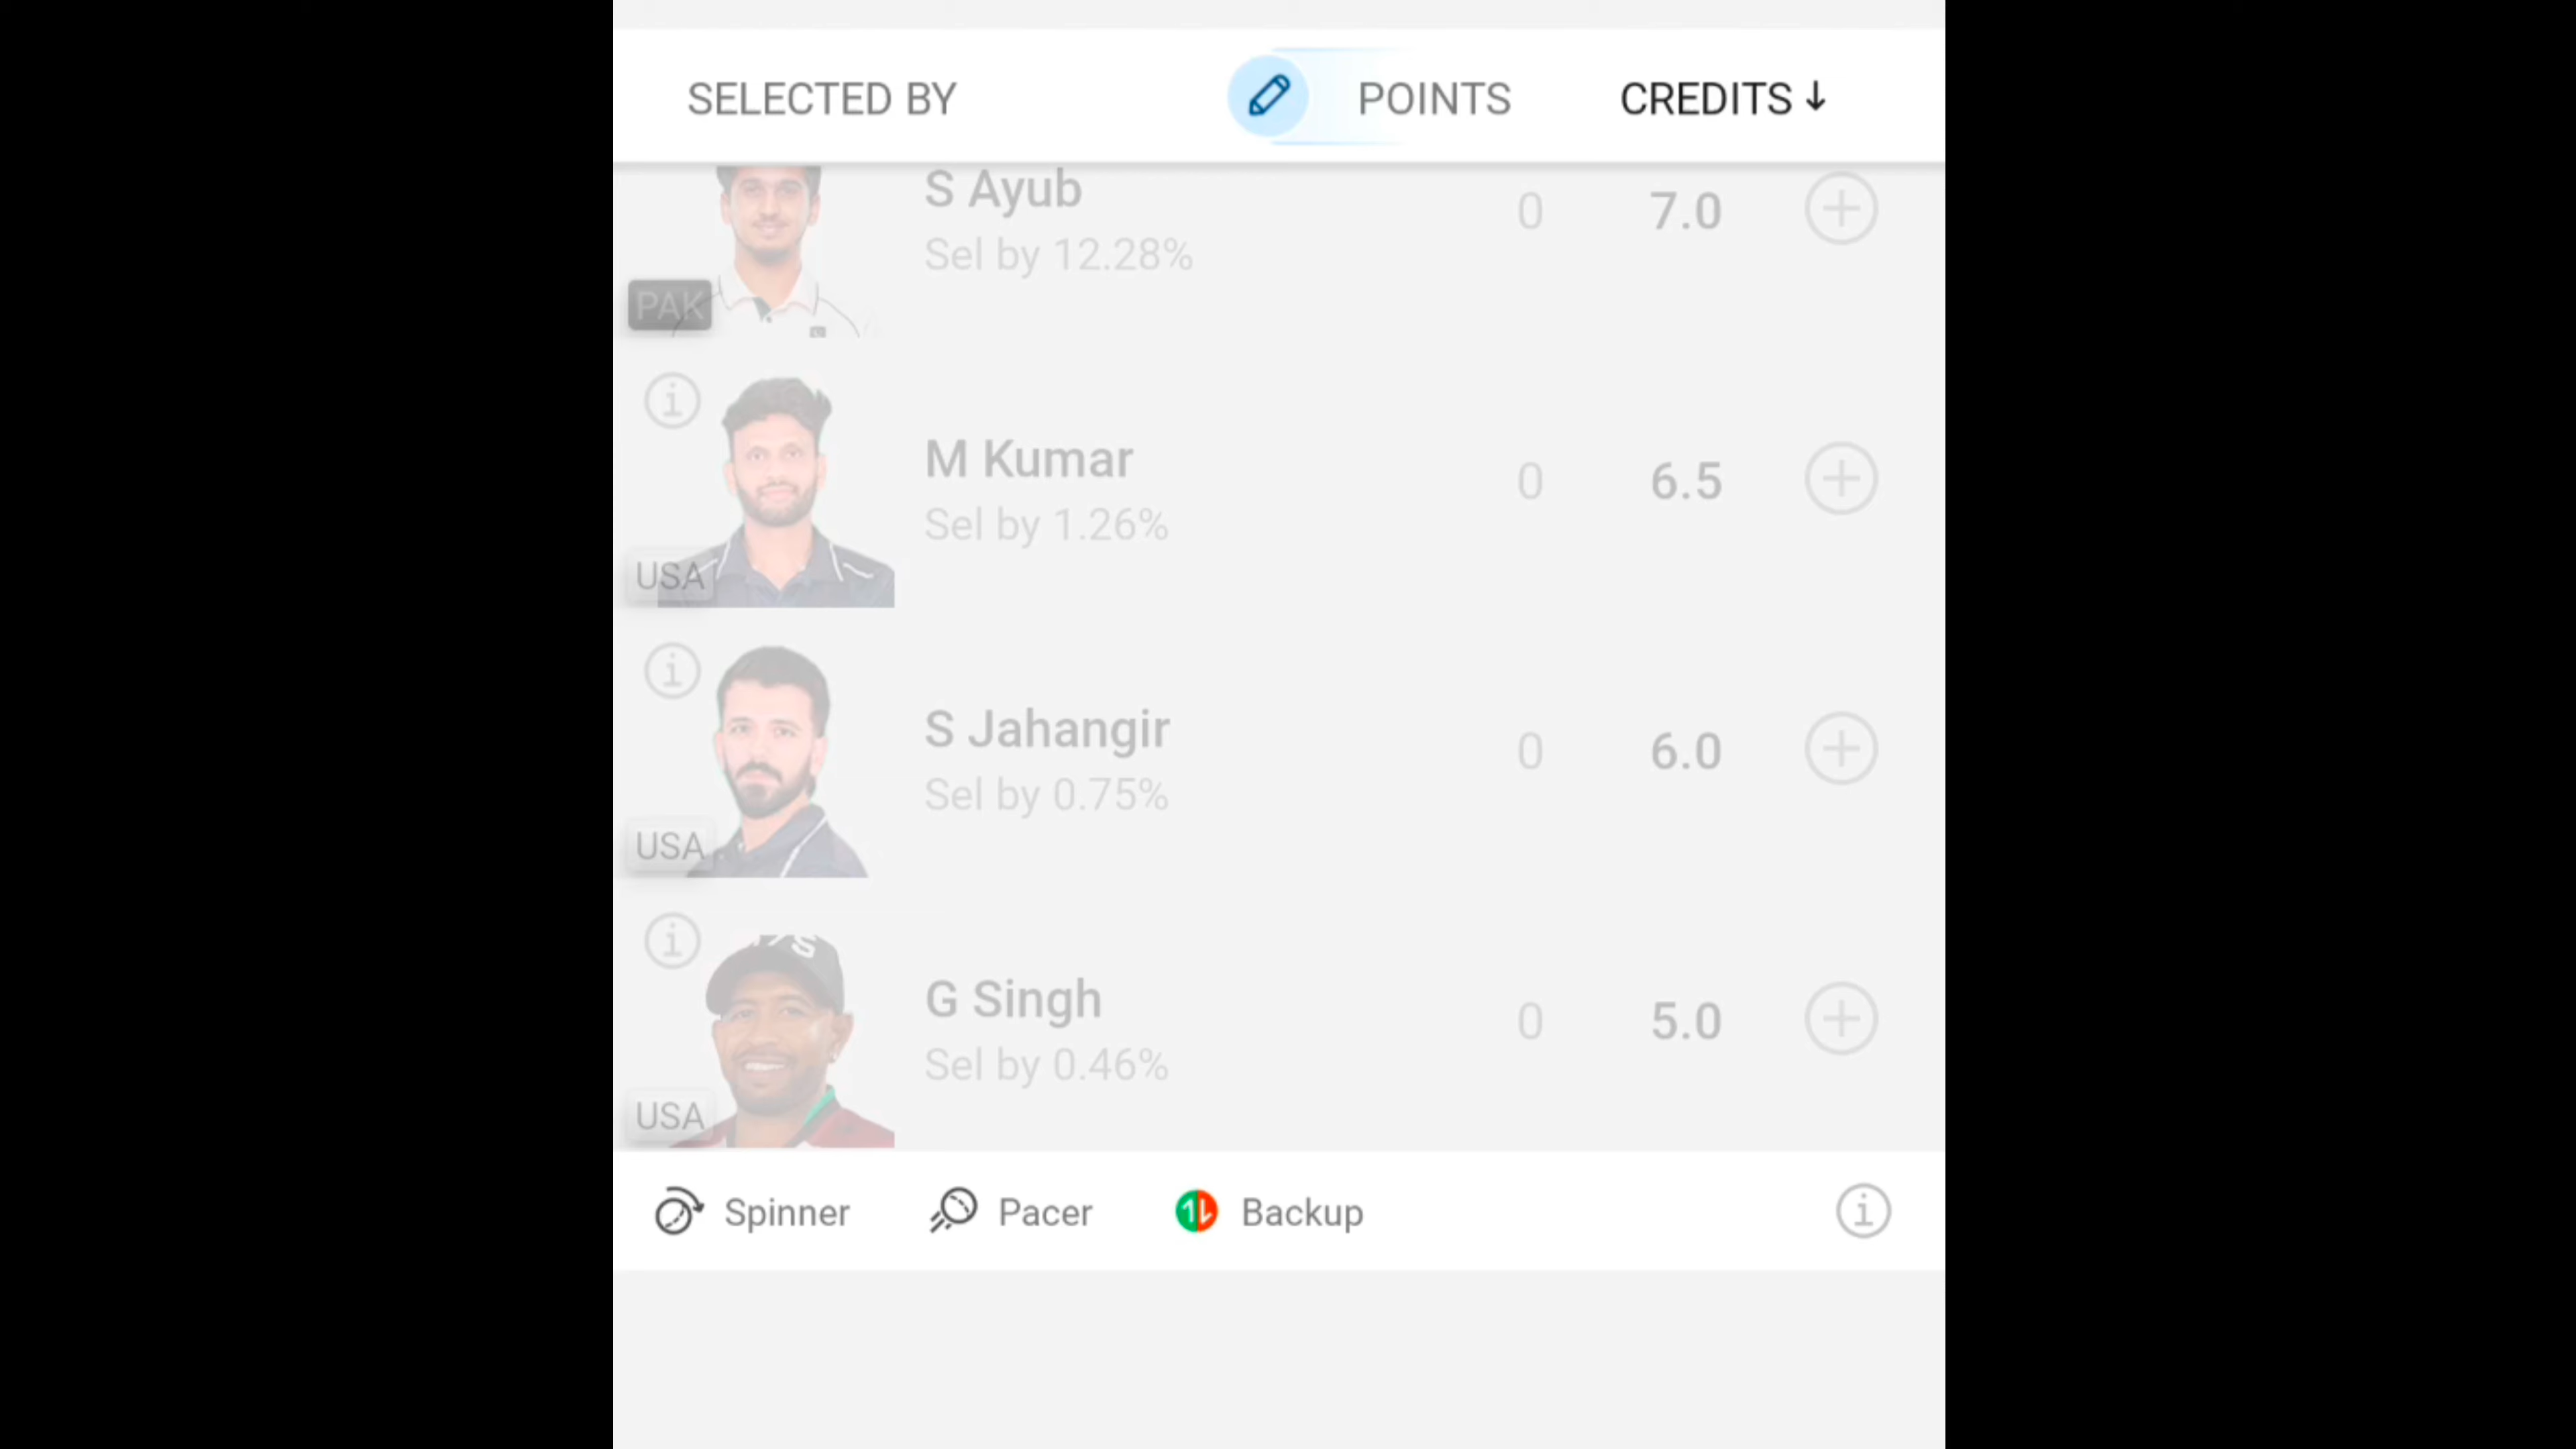 SELECTED BY POINTS CREDITS ↓
S Ayub 0 7.0
Sel by 12.28%
PAK
M Kumar 0 6.5
Sel by 1.26%
USA
S Jahangir 0 6.0
Sel by 0.75%
USA
G Singh 0 5.0
Sel by 0.46%
USA
Spinner Pacer Backup